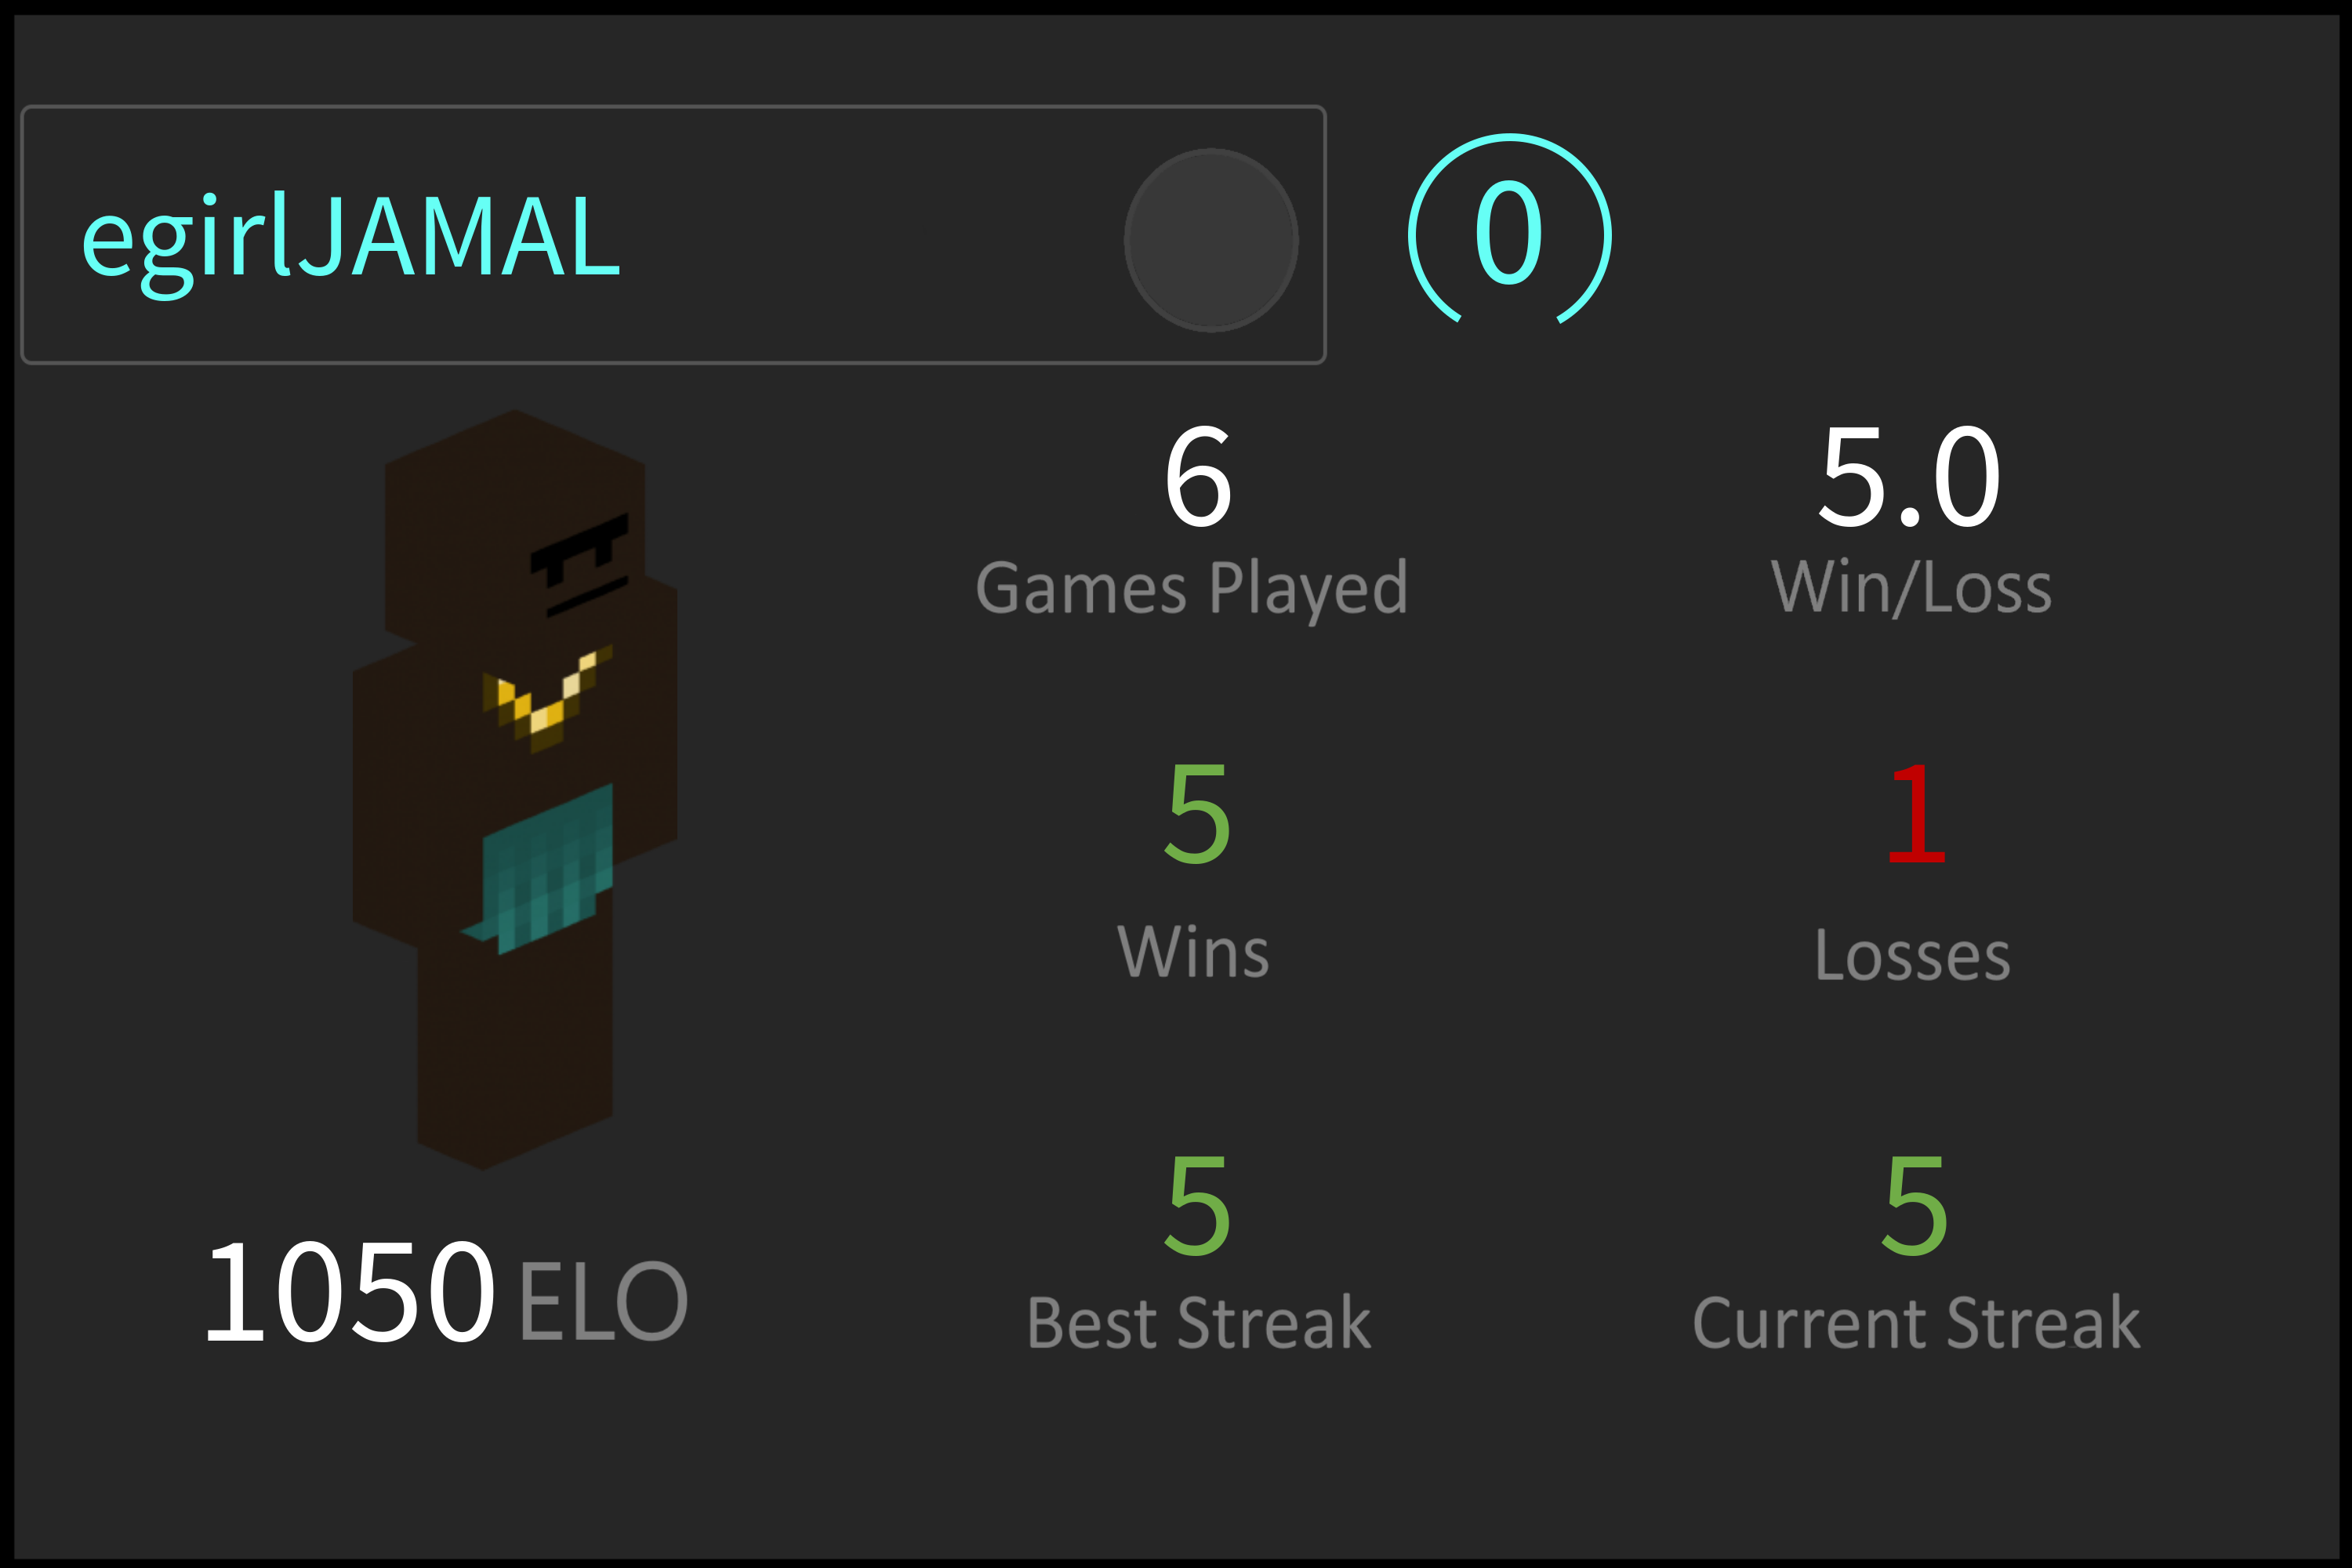 egirlJAMAL
0
6
5.0
Games Played
Win/Loss
5
1
Wins
Losses
5
5
Best Streak
Current Streak
1050 ELO